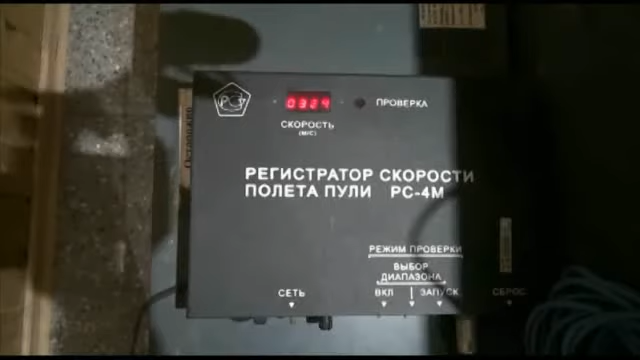 0324
ПРОВЕРКА
СКОРОСТЬ
(М/С)
РЕГИСТРАТОР СКОРОСТИ
ПОЛЕТА ПУЛИ РС-4М
РЕЖИМ ПРОВЕРКИ
ВЫБОР
ДИАПАЗОНА
СЕТЬ
ВКЛ
ЗАПУСК
СБРОС